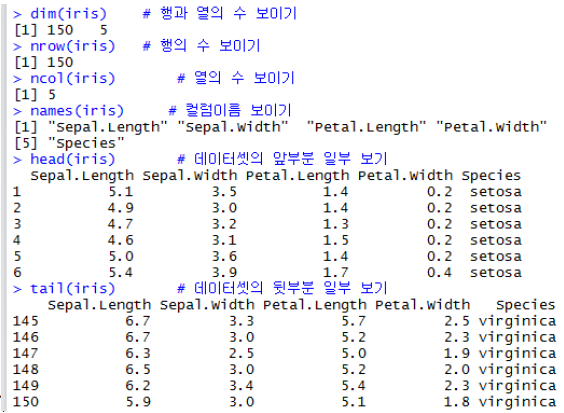 > dim(iris)    # 행과 열의 수 보이기
[1] 150   5
> nrow(iris)   # 행의 수 보이기
[1] 150
> ncol(iris)       # 열의 수 보이기
[1] 5
> names(iris)     # 컬럼이름 보이기
[1] "Sepal.Length" "Sepal.Width"  "Petal.Length" "Petal.Width"
[5] "Species"
> head(iris)       # 데이터셋의 앞부분 일부 보기
  Sepal.Length Sepal.Width Petal.Length Petal.Width Species
1          5.1         3.5          1.4         0.2  setosa
2          4.9         3.0          1.4         0.2  setosa
3          4.7         3.2          1.3         0.2  setosa
4          4.6         3.1          1.5         0.2  setosa
5          5.0         3.6          1.4         0.2  setosa
6          5.4         3.9          1.7         0.4  setosa
> tail(iris)       # 데이터셋의 뒷부분 일부 보기
    Sepal.Length Sepal.Width Petal.Length Petal.Width   Species
145          6.7         3.3          5.7         2.5 virginica
146          6.7         3.0          5.2         2.3 virginica
147          6.3         2.5          5.0         1.9 virginica
148          6.5         3.0          5.2         2.0 virginica
149          6.2         3.4          5.4         2.3 virginica
150          5.9         3.0          5.1         1.8 virginica